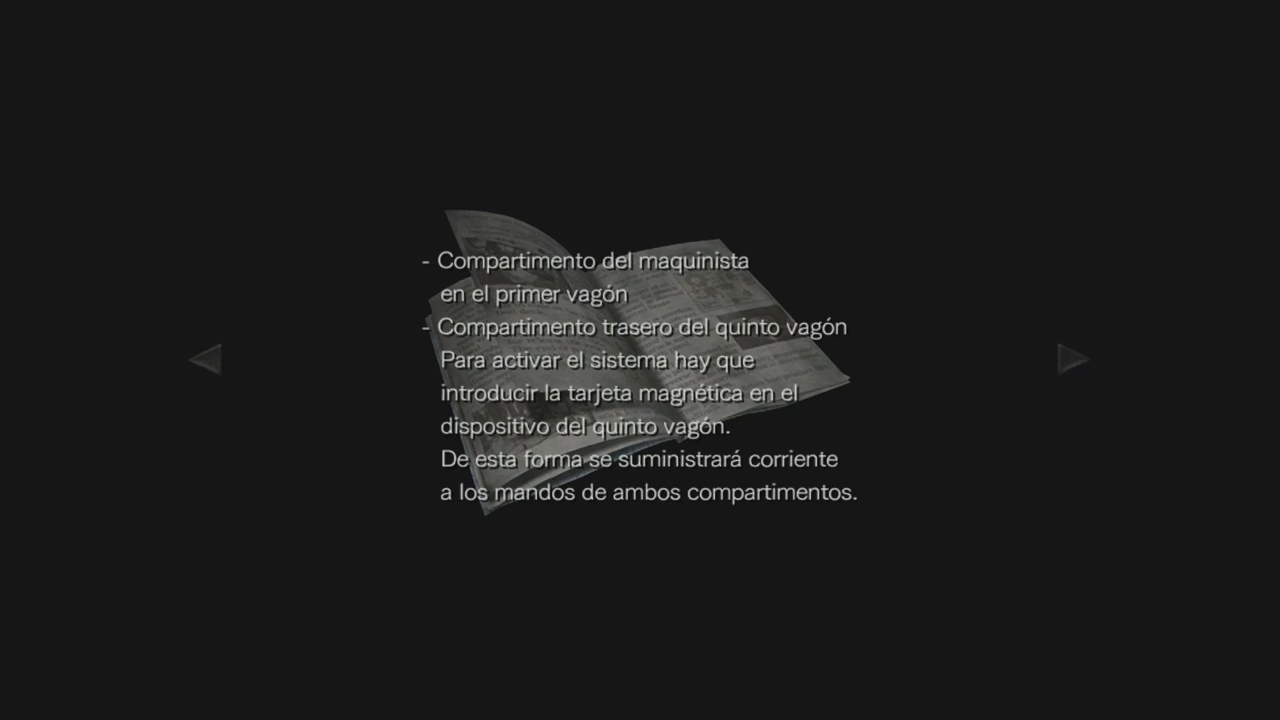 - Compartimento del maquinista
en el primer vagón
- Compartimento trasero del quinto vagón
Para activar el sistema hay que
introducir la tarjeta magnética en el
dispositivo del quinto vagón.
De esta forma se suministrará corriente
a los mandos de ambos compartimentos.